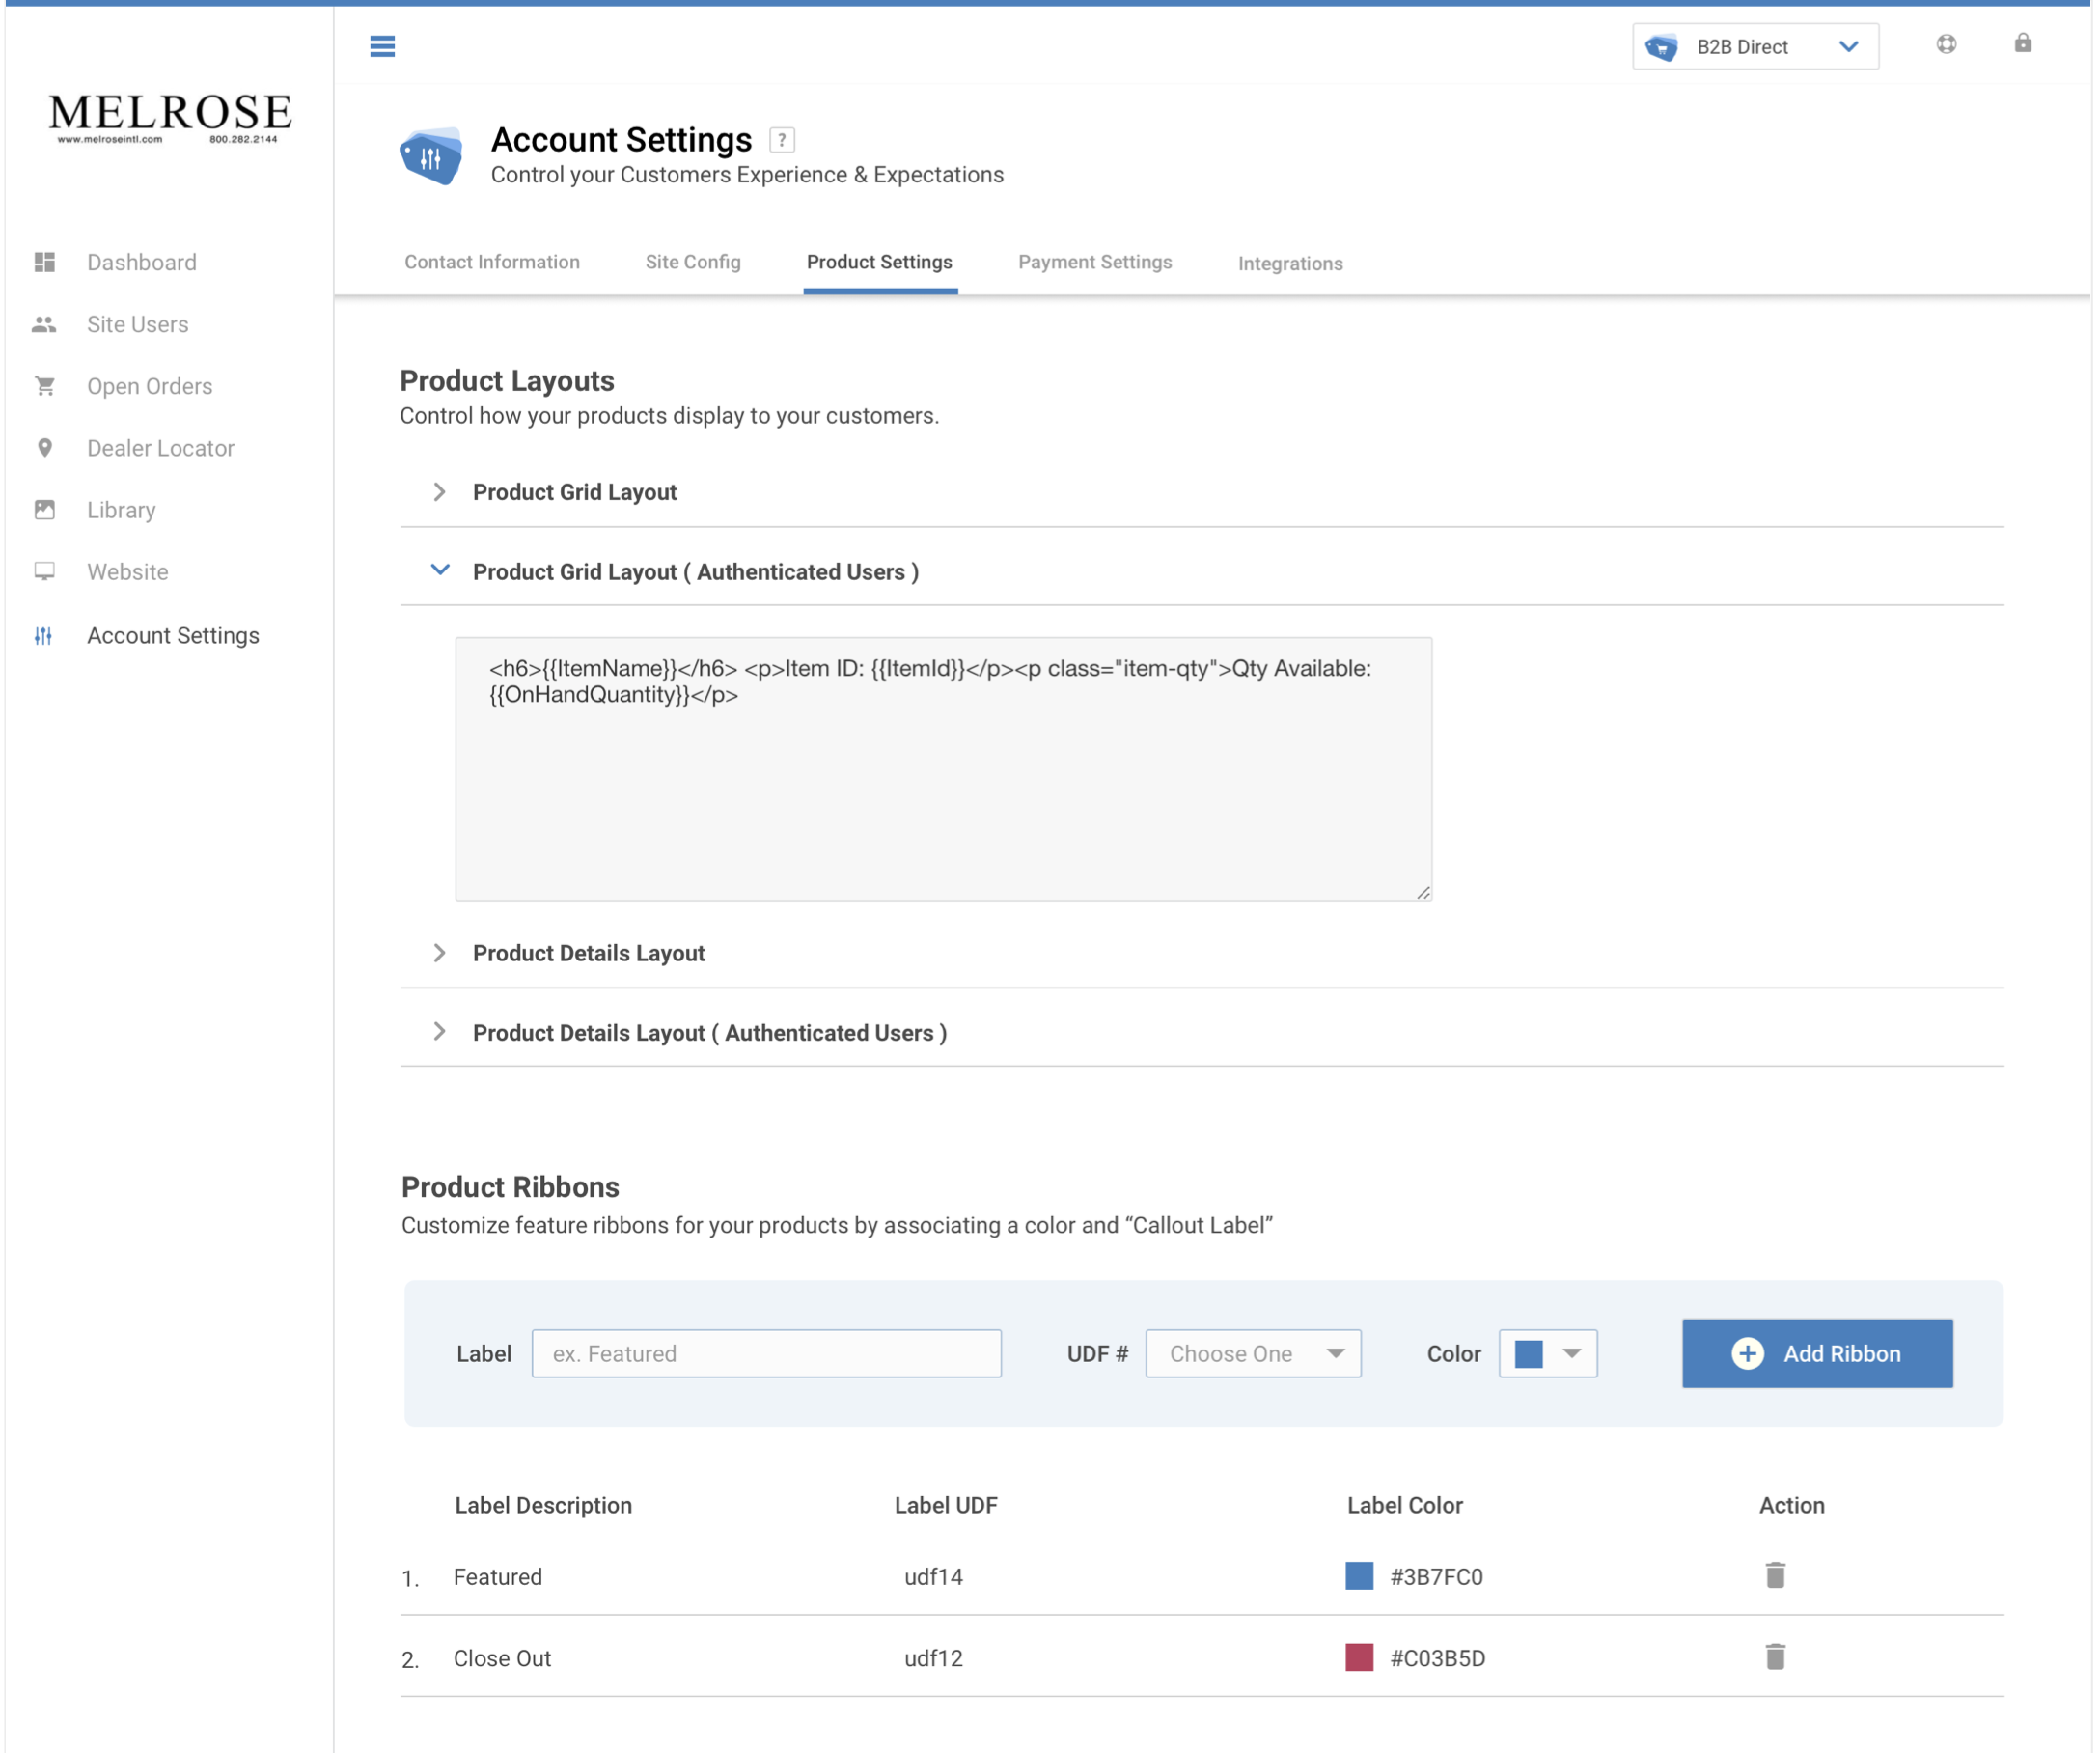 B2B Direct
MELROSE
www.melroseintl.com 800.282.2144
Account Settings ?
Control your Customers Experience & Expectations
Dashboard
Site Users
Open Orders
Dealer Locator
Library
Website
Account Settings
Contact Information Site Config Product Settings Payment Settings Integrations
Product Layouts
Control how your products display to your customers.
Product Grid Layout
Product Grid Layout ( Authenticated Users )
<h6>{{ItemName}}</h6> <p>Item ID: {{ItemId}}</p><p class="item-qty">Qty Available:
{{OnHandQuantity}}</p>
Product Details Layout
Product Details Layout ( Authenticated Users )
Product Ribbons
Customize feature ribbons for your products by associating a color and “Callout Label”
Label ex. Featured UDF # Choose One Color Add Ribbon
Label Description Label UDF Label Color Action
1. Featured udf14 #3B7FC0
2. Close Out udf12 #C03B5D